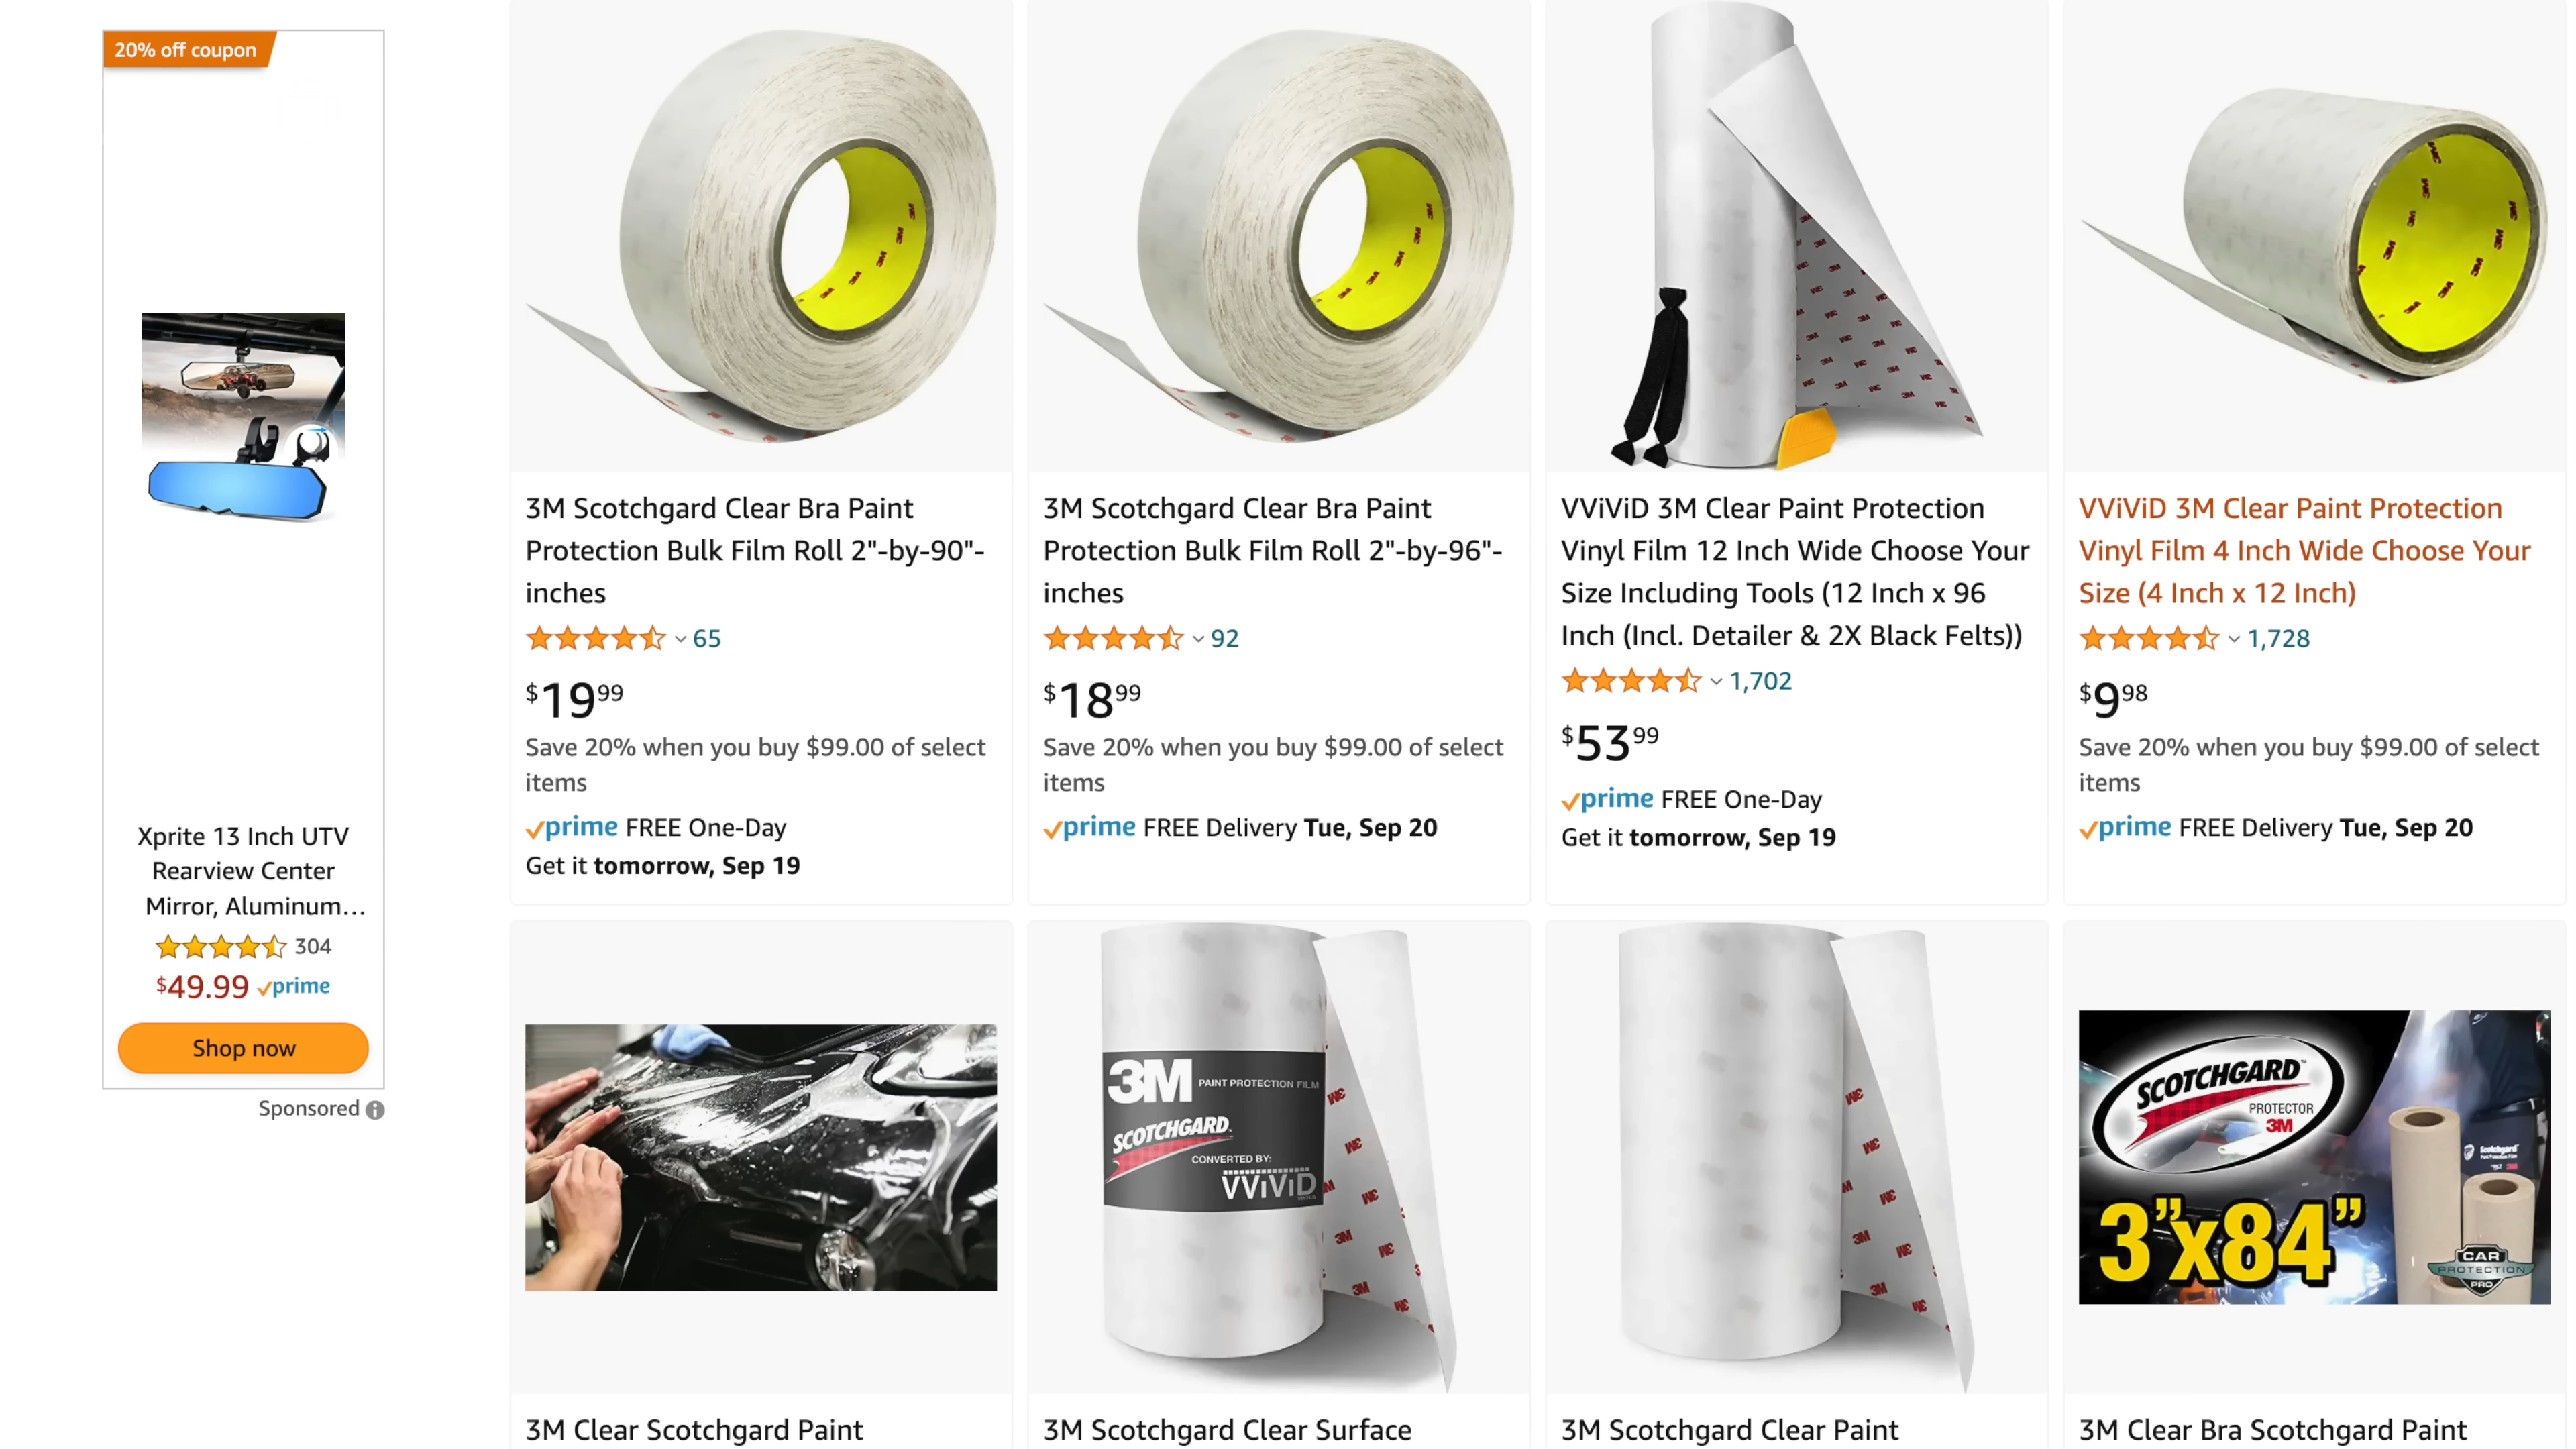 20% off coupon
Xprite 13 Inch UTV
Rearview Center
Mirror, Aluminum...
304
$49.99 prime
Shop now
Sponsored
3M Scotchgard Clear Bra Paint
Protection Bulk Film Roll 2"-by-90"-
inches
65
$19.99
Save 20% when you buy $99.00 of select
items
prime FREE One-Day
Get it tomorrow, Sep 19
3M Scotchgard Clear Bra Paint
Protection Bulk Film Roll 2"-by-96"-
inches
92
$18.99
Save 20% when you buy $99.00 of select
items
prime FREE Delivery Tue, Sep 20
VViViD 3M Clear Paint Protection
Vinyl Film 12 Inch Wide Choose Your
Size Including Tools (12 Inch x 96
Inch (Incl. Detailer & 2X Black Felts))
1,702
$53.99
prime FREE One-Day
Get it tomorrow, Sep 19
VViViD 3M Clear Paint Protection
Vinyl Film 4 Inch Wide Choose Your
Size (4 Inch x 12 Inch)
1,728
$9.98
Save 20% when you buy $99.00 of select
items
prime FREE Delivery Tue, Sep 20
3M Clear Scotchgard Paint
3M PAINT PROTECTION FILM
SCOTCHGARD
CONVERTED BY:
VViViD
3M Scotchgard Clear Surface
3M Scotchgard Clear Paint
SCOTCHGARD
PROTECTOR
3M
3"x84"
CAR
PROTECTION
PRO
3M Clear Bra Scotchgard Paint